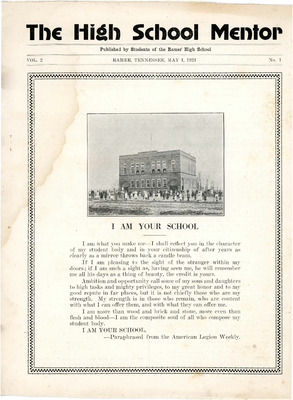 The High School Mentor
Published by Students of the Ramer High School
VOL. 2 RAMER, TENNESSEE, MAY 1, 1923 No. 1
I AM YOUR SCHOOL
I am what you make me—I shall reflect you in the character
of my student body and in your citizenship of after years as
clearly as a mirror throws back a candle beam.
If I am pleasing to the sight of the stranger within my
doors; if I am such a sight as, having seen me, he will remember
me all his days as a thing of beauty, the credit is yours.
Ambition and opportunity call some of my sons and daughters
to high tasks and mighty privileges, to my great honor and to my
good repute in far places, but it is not chiefly those who are my
strength. My strength is in those who remain, who are content
with what I can offer them, and with what they can offer me.
I am more than wood and brick and stone, more even than
flesh and blood—I am the composite soul of all who compose my
student body.
I AM YOUR SCHOOL.
—Paraphrased from the American Legion Weekly.